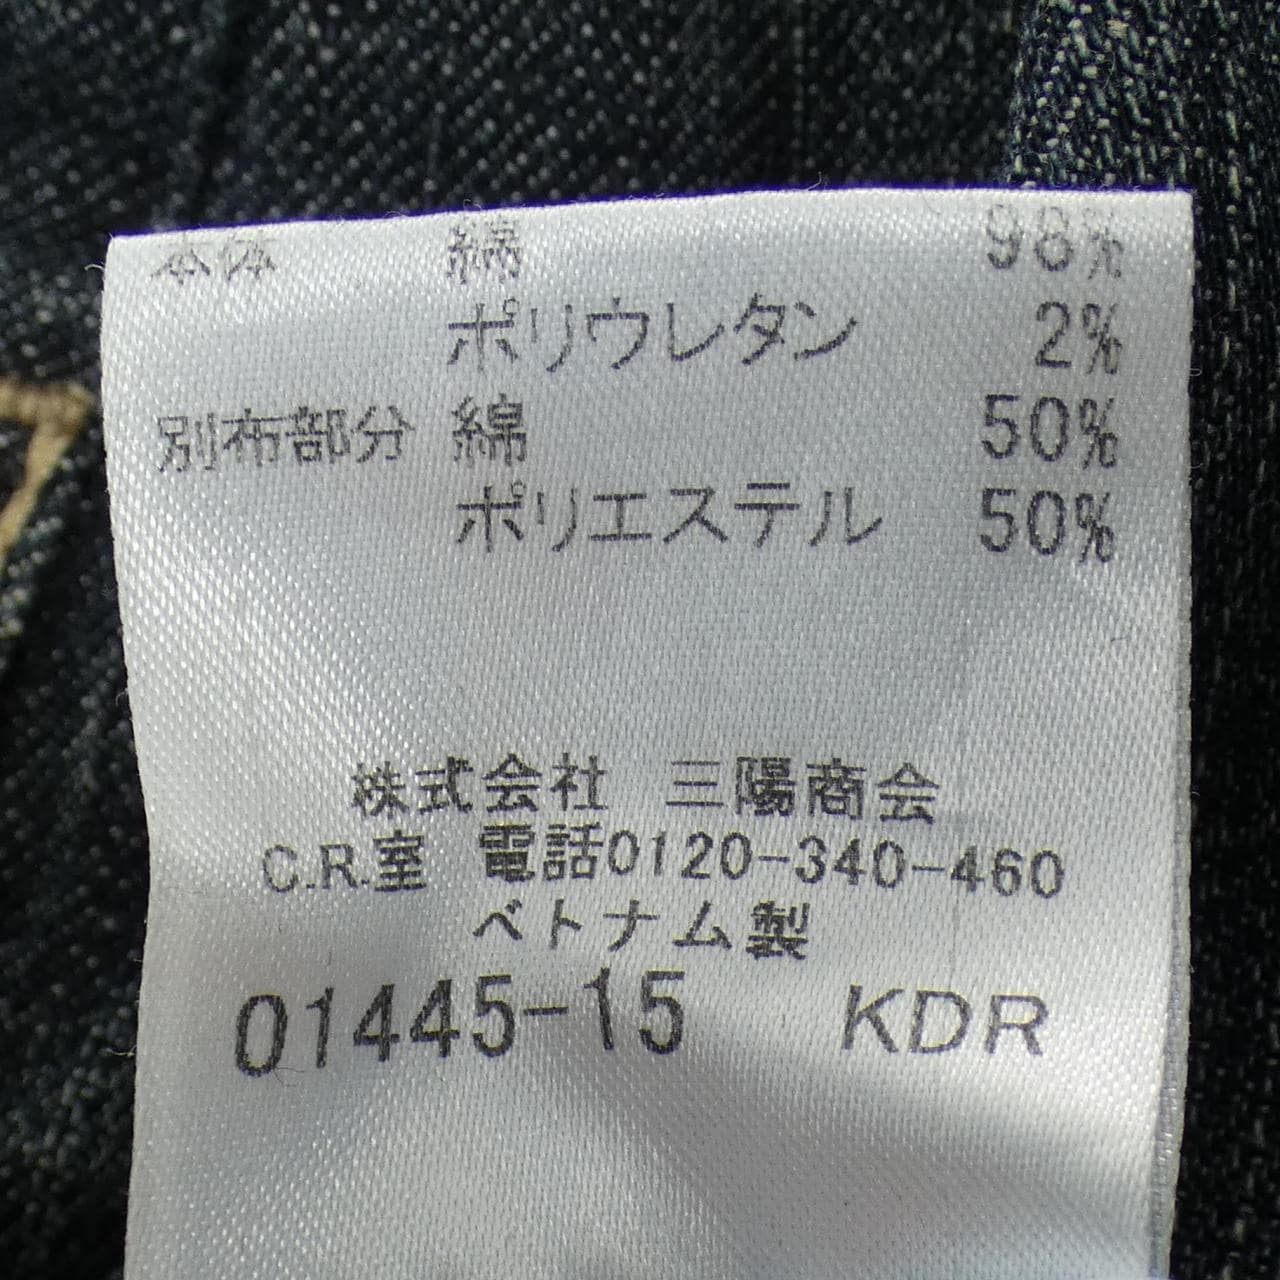 本体 綿 98%
ポリウレタン 2%
別布部分 綿 50%
ポリエステル 50%
株式会社 三陽商会
C.R.室 電話0120-340-460
ベトナム製
01445-15 KDR